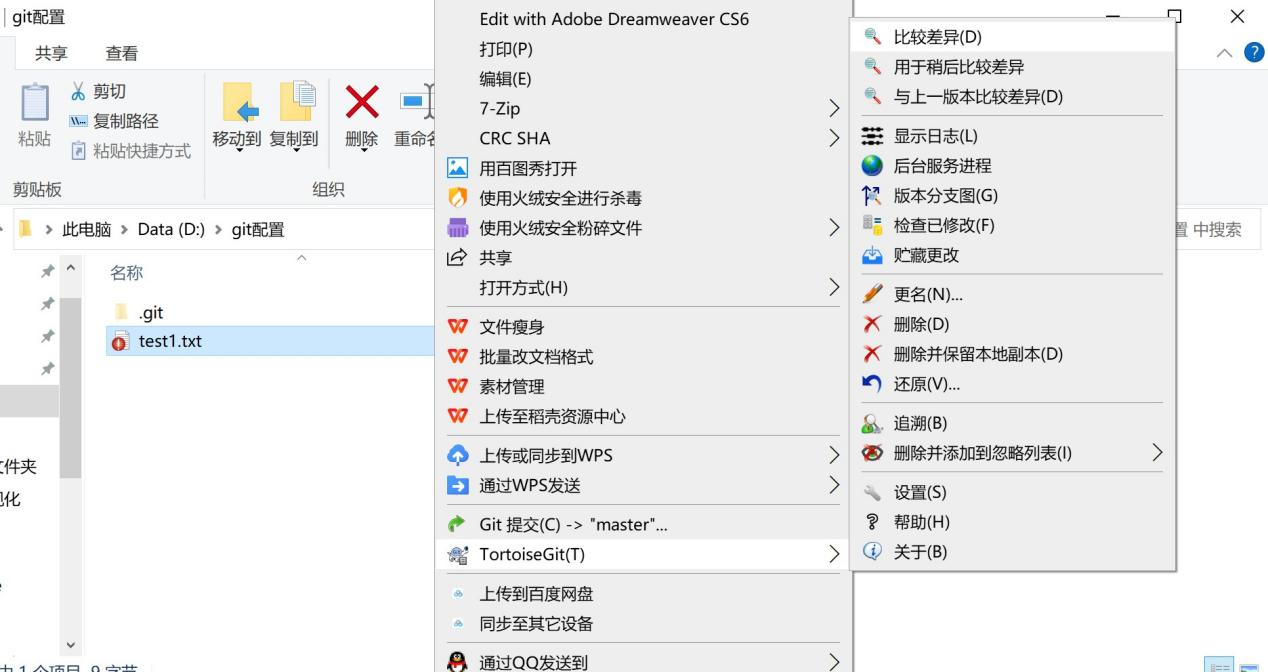 git配置
共享
查看
粘贴
剪切
复制路径
粘贴快捷方式
剪贴板
移动到
复制到
删除
重命名
组织
此电脑 > Data (D:) > git配置
置 中搜索
名称
.git
test1.txt
文件夹
视化
中 1 个项目 9 字节
Edit with Adobe Dreamweaver CS6
打印(P)
编辑(E)
7-Zip
CRC SHA
用百图秀打开
使用火绒安全进行杀毒
使用火绒安全粉碎文件
共享
打开方式(H)
文件瘦身
批量改文档格式
素材管理
上传至稻壳资源中心
上传或同步到WPS
通过WPS发送
Git 提交(C) -> "master"...
TortoiseGit(T)
上传到百度网盘
同步至其它设备
通过QQ发送到
比较差异(D)
用于稍后比较差异
与上一版本比较差异(D)
显示日志(L)
后台服务进程
版本分支图(G)
检查已修改(F)
贮藏更改
更名(N)...
删除(D)
删除并保留本地副本(D)
还原(V)...
追溯(B)
删除并添加到忽略列表(I)
设置(S)
帮助(H)
关于(B)